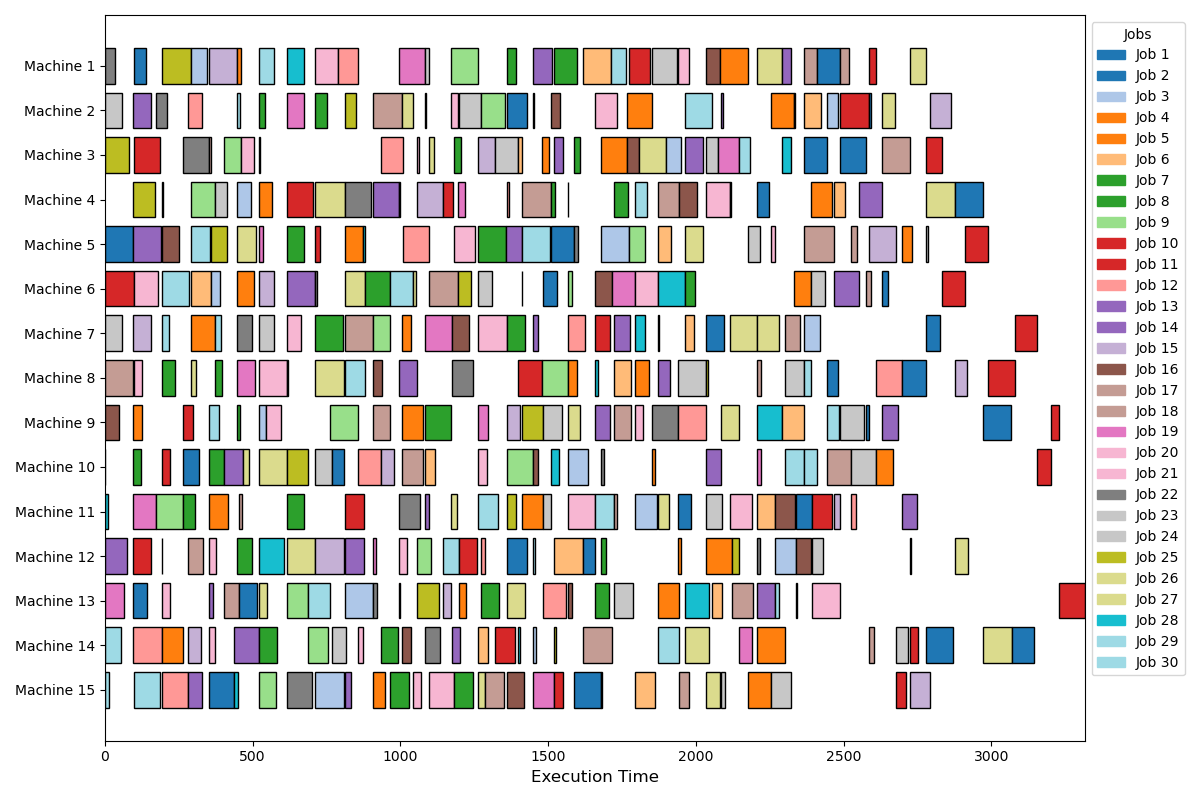 Machine 1
Machine 2
Machine 3
Machine 4
Machine 5
Machine 6
Machine 7
Machine 8
Machine 9
Machine 10
Machine 11
Machine 12
Machine 13
Machine 14
Machine 15
0 500 1000 1500 2000 2500 3000
Execution Time
Jobs
Job 1
Job 2
Job 3
Job 4
Job 5
Job 6
Job 7
Job 8
Job 9
Job 10
Job 11
Job 12
Job 13
Job 14
Job 15
Job 16
Job 17
Job 18
Job 19
Job 20
Job 21
Job 22
Job 23
Job 24
Job 25
Job 26
Job 27
Job 28
Job 29
Job 30